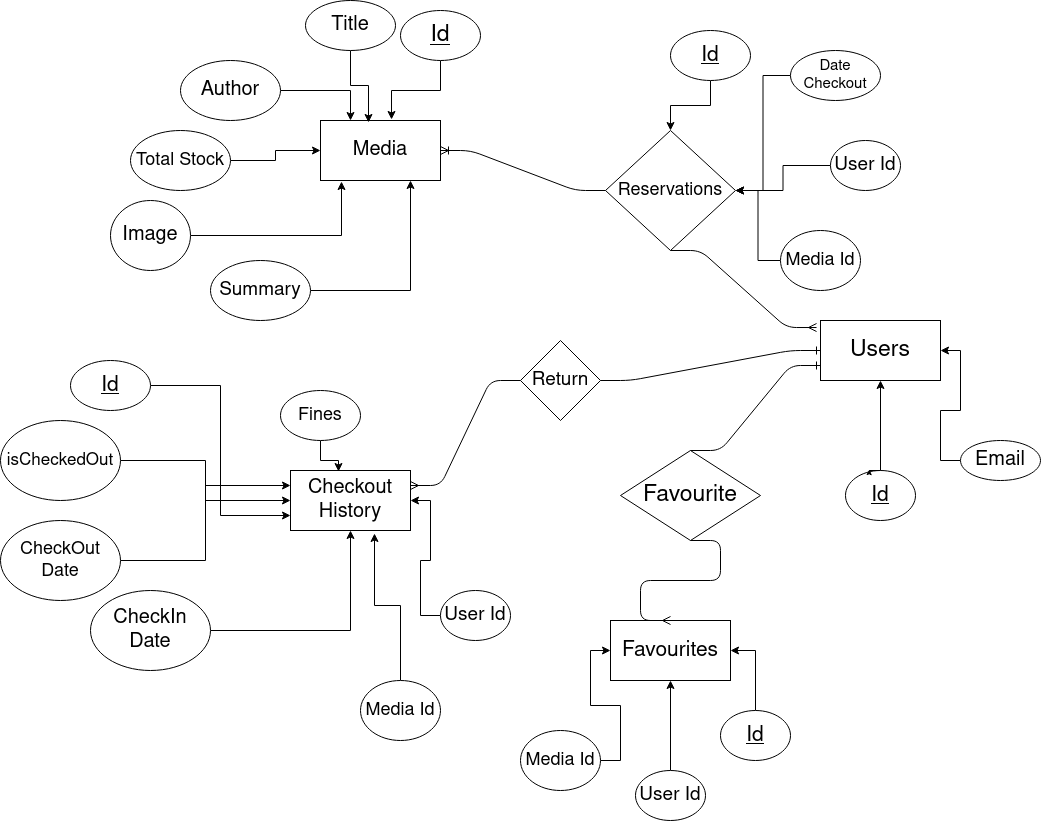 Title
Id
Id
Date
Checkout
Author
Media
Total Stock
Reservations
User Id
Image
Media Id
Summary
Users
Id
Return
Fines
isCheckedOut
Email
Checkout
History
Favourite
Id
CheckOut
Date
CheckIn
Date
User Id
Favourites
Media Id
Id
Media Id
User Id